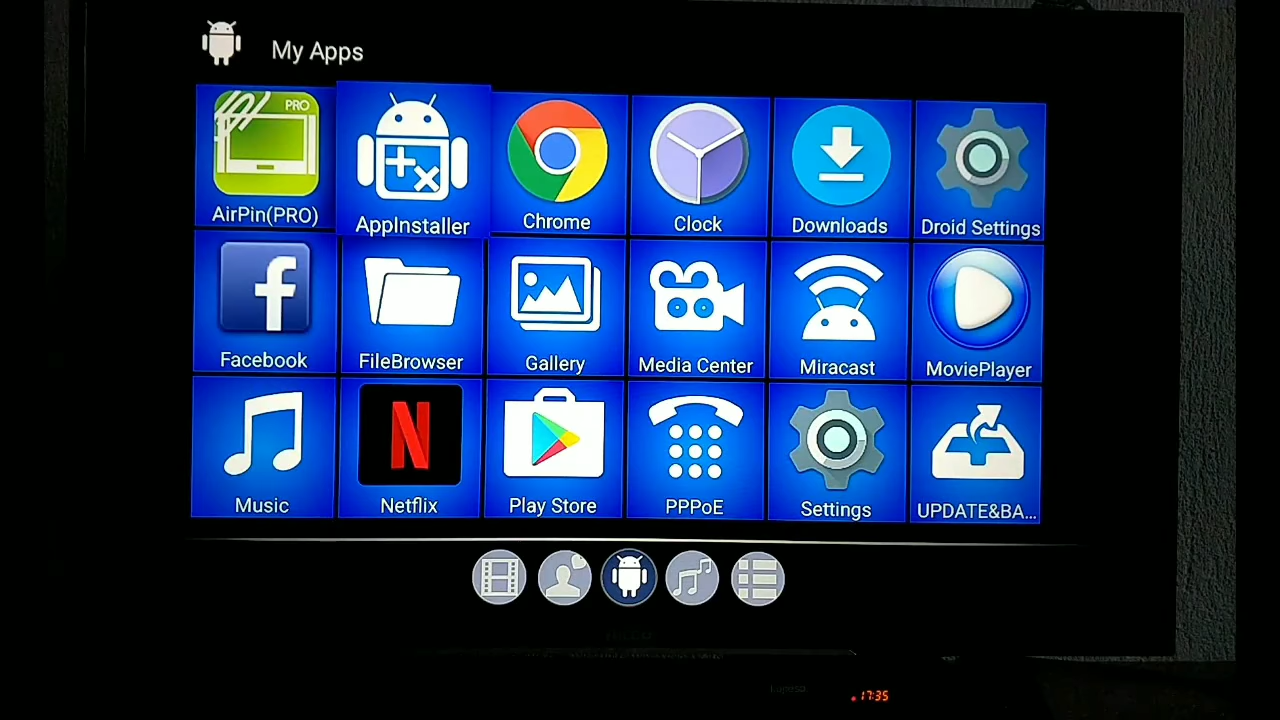 My Apps
PRO
AirPin(PRO)
AppInstaller
Chrome
Clock
Downloads
Droid Settings
Facebook
FileBrowser
Gallery
Media Center
Miracast
MoviePlayer
Music
Netflix
Play Store
PPPoE
Settings
UPDATE&BA...
17:35